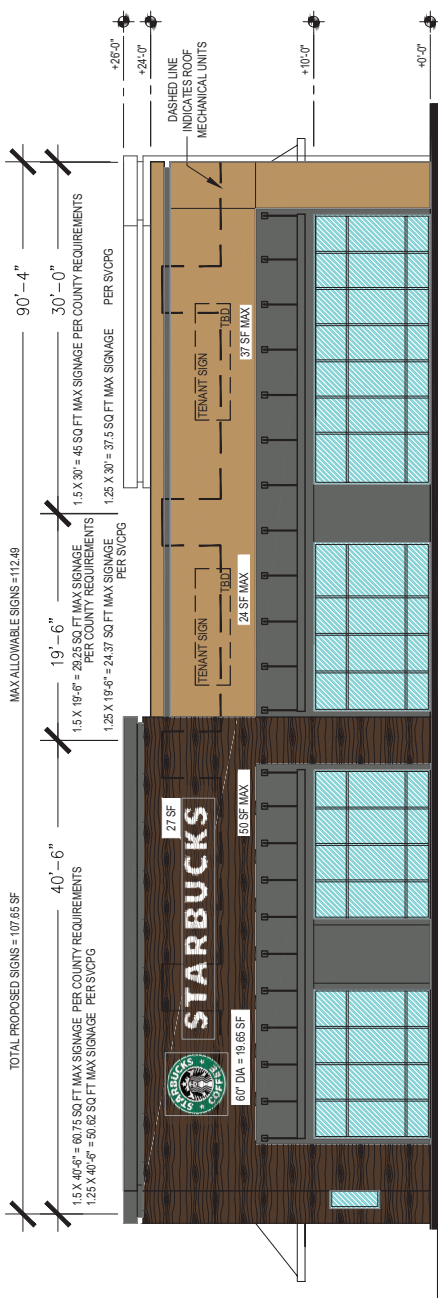 TOTAL PROPOSED SIGNS = 107.65 SF
MAX ALLOWABLE SIGNS =112.49
90'-4"
40'-6"
19'-6"
30'-0"
1.5 X 40'-6" = 60.75 SQ FT MAX SIGNAGE PER COUNTY REQUIREMENTS
1.25 X 40'-6" = 50.62 SQ FT MAX SIGNAGE PER SVCPG
1.5 X 19'-6" = 29.25 SQ FT MAX SIGNAGE
PER COUNTY REQUIREMENTS
1.25 X 19'-6" = 24.37 SQ FT MAX SIGNAGE
PER SVCPG
1.5 X 30' = 45 SQ FT MAX SIGNAGE PER COUNTY REQUIREMENTS
1.25 X 30' = 37.5 SQ FT MAX SIGNAGE PER SVCPG
+26'-0"
+24'-0"
+10'-0"
+0'-0"
DASHED LINE
INDICATES ROOF
MECHANICAL UNITS
STARBUCKS
COFFEE
60" DIA = 19.65 SF
STARBUCKS
27 SF
50 SF MAX
TENANT SIGN
TBD
24 SF MAX
TENANT SIGN
TBD
37 SF MAX